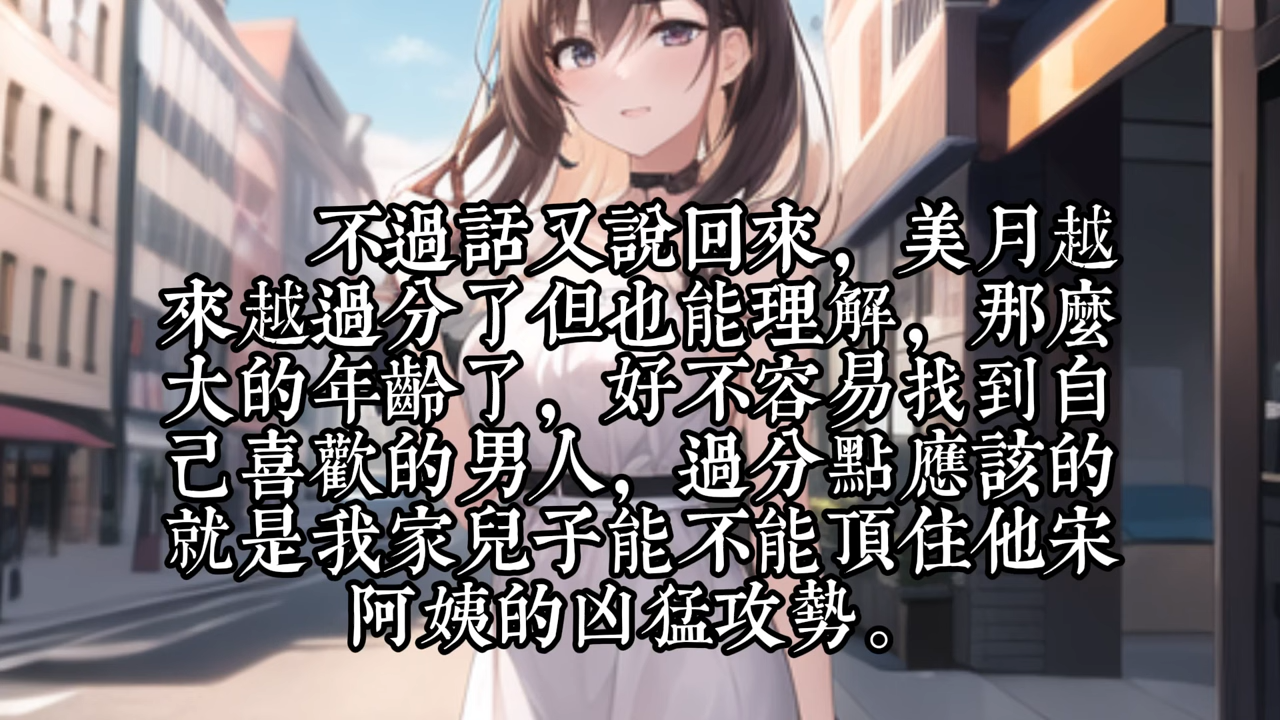 不過話又說回來，美月越
來越過分了但也能理解，那麼
大的年齡了，好不容易找到自
己喜歡的男人，過分點應該的
就是我家兒子能不能頂住他宋
阿姨的凶猛攻勢。